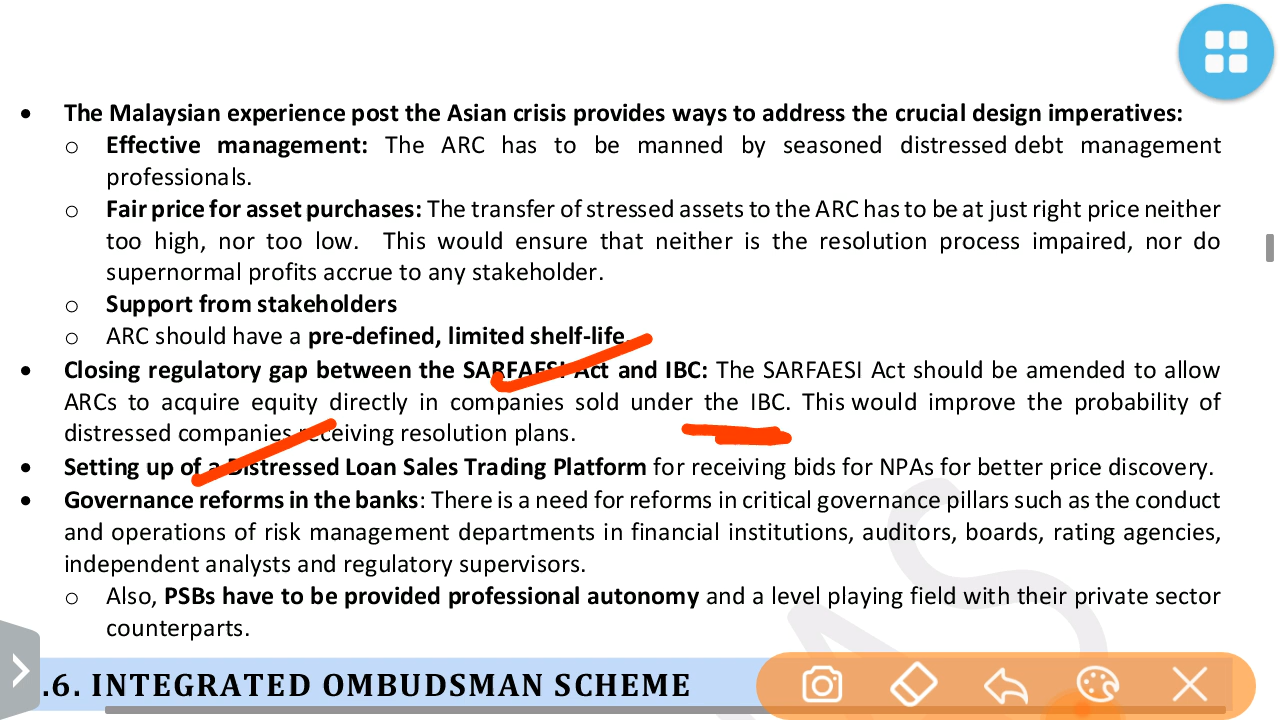 • The Malaysian experience post the Asian crisis provides ways to address the crucial design imperatives:
o Effective management: The ARC has to be manned by seasoned distressed debt management
professionals.
o Fair price for asset purchases: The transfer of stressed assets to the ARC has to be at just right price neither
too high, nor too low. This would ensure that neither is the resolution process impaired, nor do
supernormal profits accrue to any stakeholder.
o Support from stakeholders
o ARC should have a pre-defined, limited shelf-life.
• Closing regulatory gap between the SARFAESI Act and IBC: The SARFAESI Act should be amended to allow
ARCs to acquire equity directly in companies sold under the IBC. This would improve the probability of
distressed companies receiving resolution plans.
• Setting up of a Distressed Loan Sales Trading Platform for receiving bids for NPAs for better price discovery.
• Governance reforms in the banks: There is a need for reforms in critical governance pillars such as the conduct
and operations of risk management departments in financial institutions, auditors, boards, rating agencies,
independent analysts and regulatory supervisors.
o Also, PSBs have to be provided professional autonomy and a level playing field with their private sector
counterparts.
.6. INTEGRATED OMBUDSMAN SCHEME